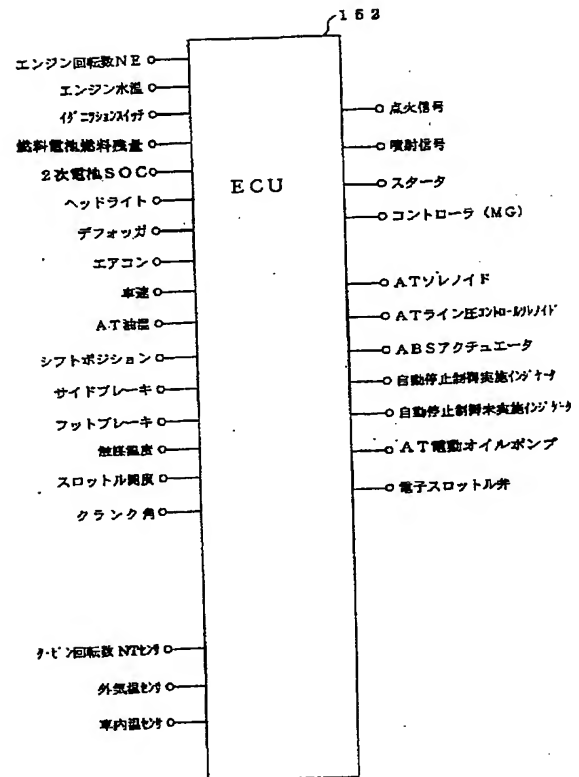 152
エンジン回転数NE
エンジン水温
イグニッションスイッチ
燃料電池燃料残量
2次電池SOC
ヘッドライト
デフォッガ
エアコン
車速
AT油温
シフトポジション
サイドブレーキ
フットブレーキ
触媒温度
スロットル開度
クランク角
タービン回転数NTセンサ
外気温センサ
車内温センサ
ECU
点火信号
噴射信号
スタータ
コントローラ(MG)
ATソレノイド
ATライン圧コントロールソレノイド
ABSアクチュエータ
自動停止制御実施インジケータ
自動停止制御未実施インジケータ
AT電動オイルポンプ
電子スロットル弁